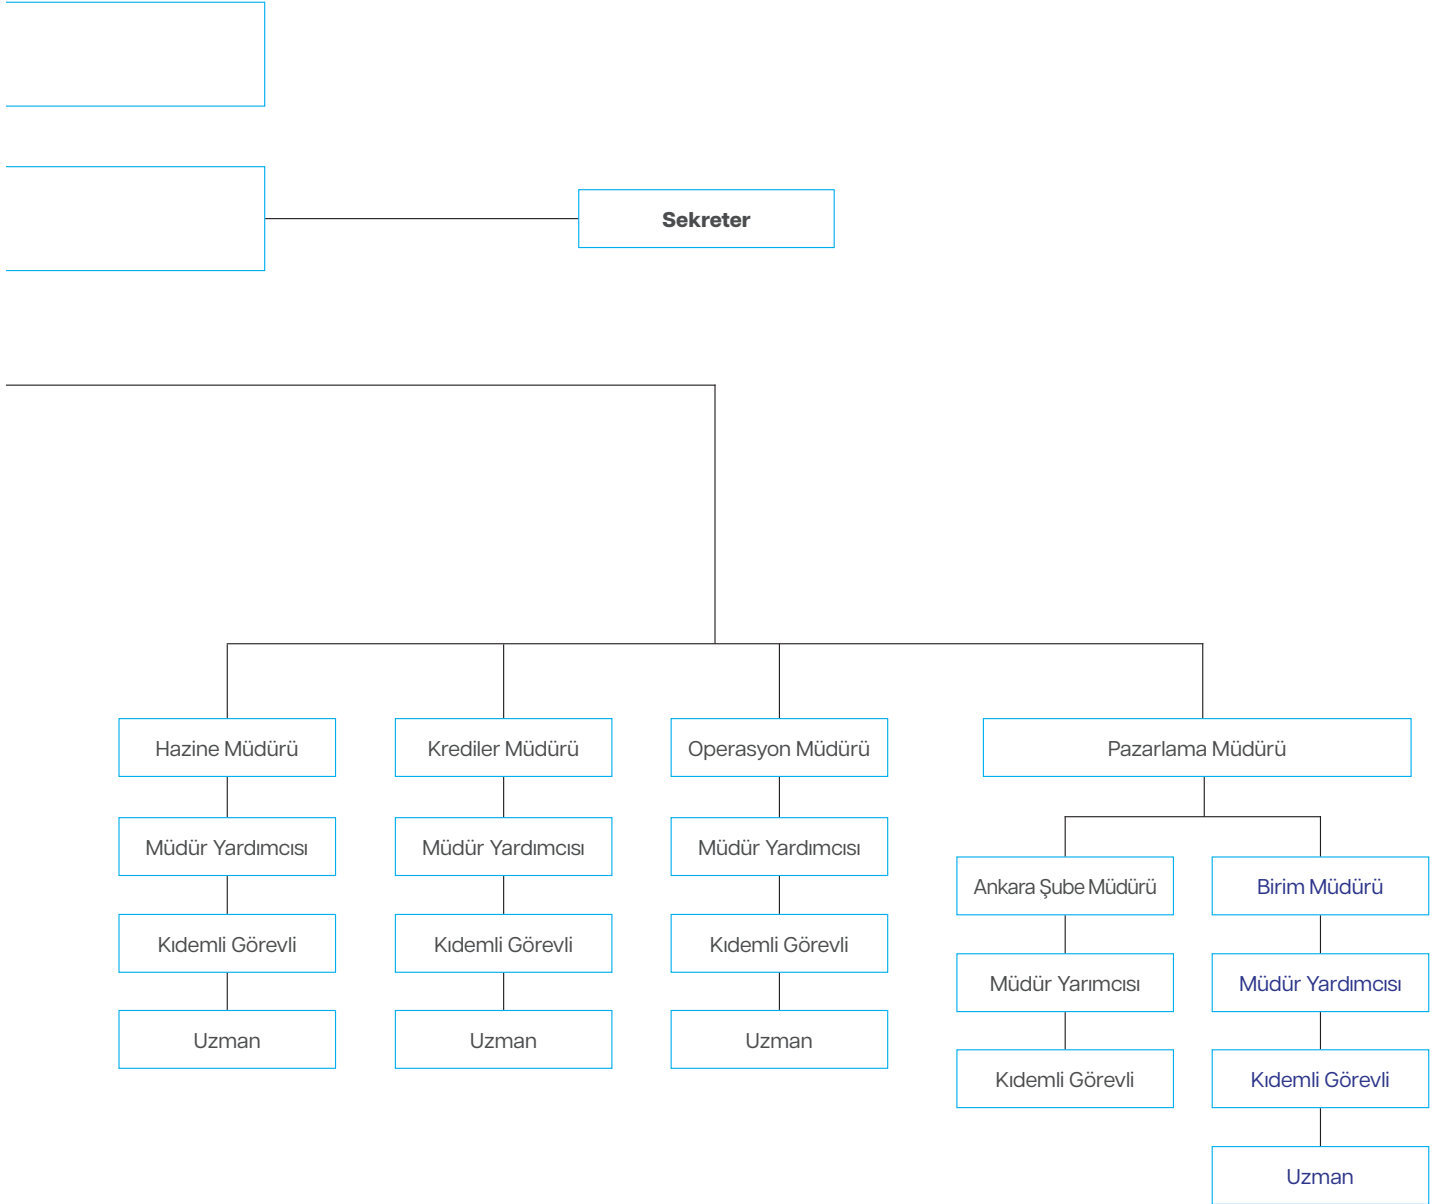 Sekreter
Hazine Müdürü
Krediler Müdürü
Operasyon Müdürü
Pazarlama Müdürü
Müdür Yardımcısı
Müdür Yardımcısı
Müdür Yardımcısı
Ankara Şube Müdürü
Birim Müdürü
Kıdemli Görevli
Kıdemli Görevli
Kıdemli Görevli
Müdür Yarımcısı
Müdür Yardımcısı
Uzman
Uzman
Uzman
Kıdemli Görevli
Kıdemli Görevli
Uzman